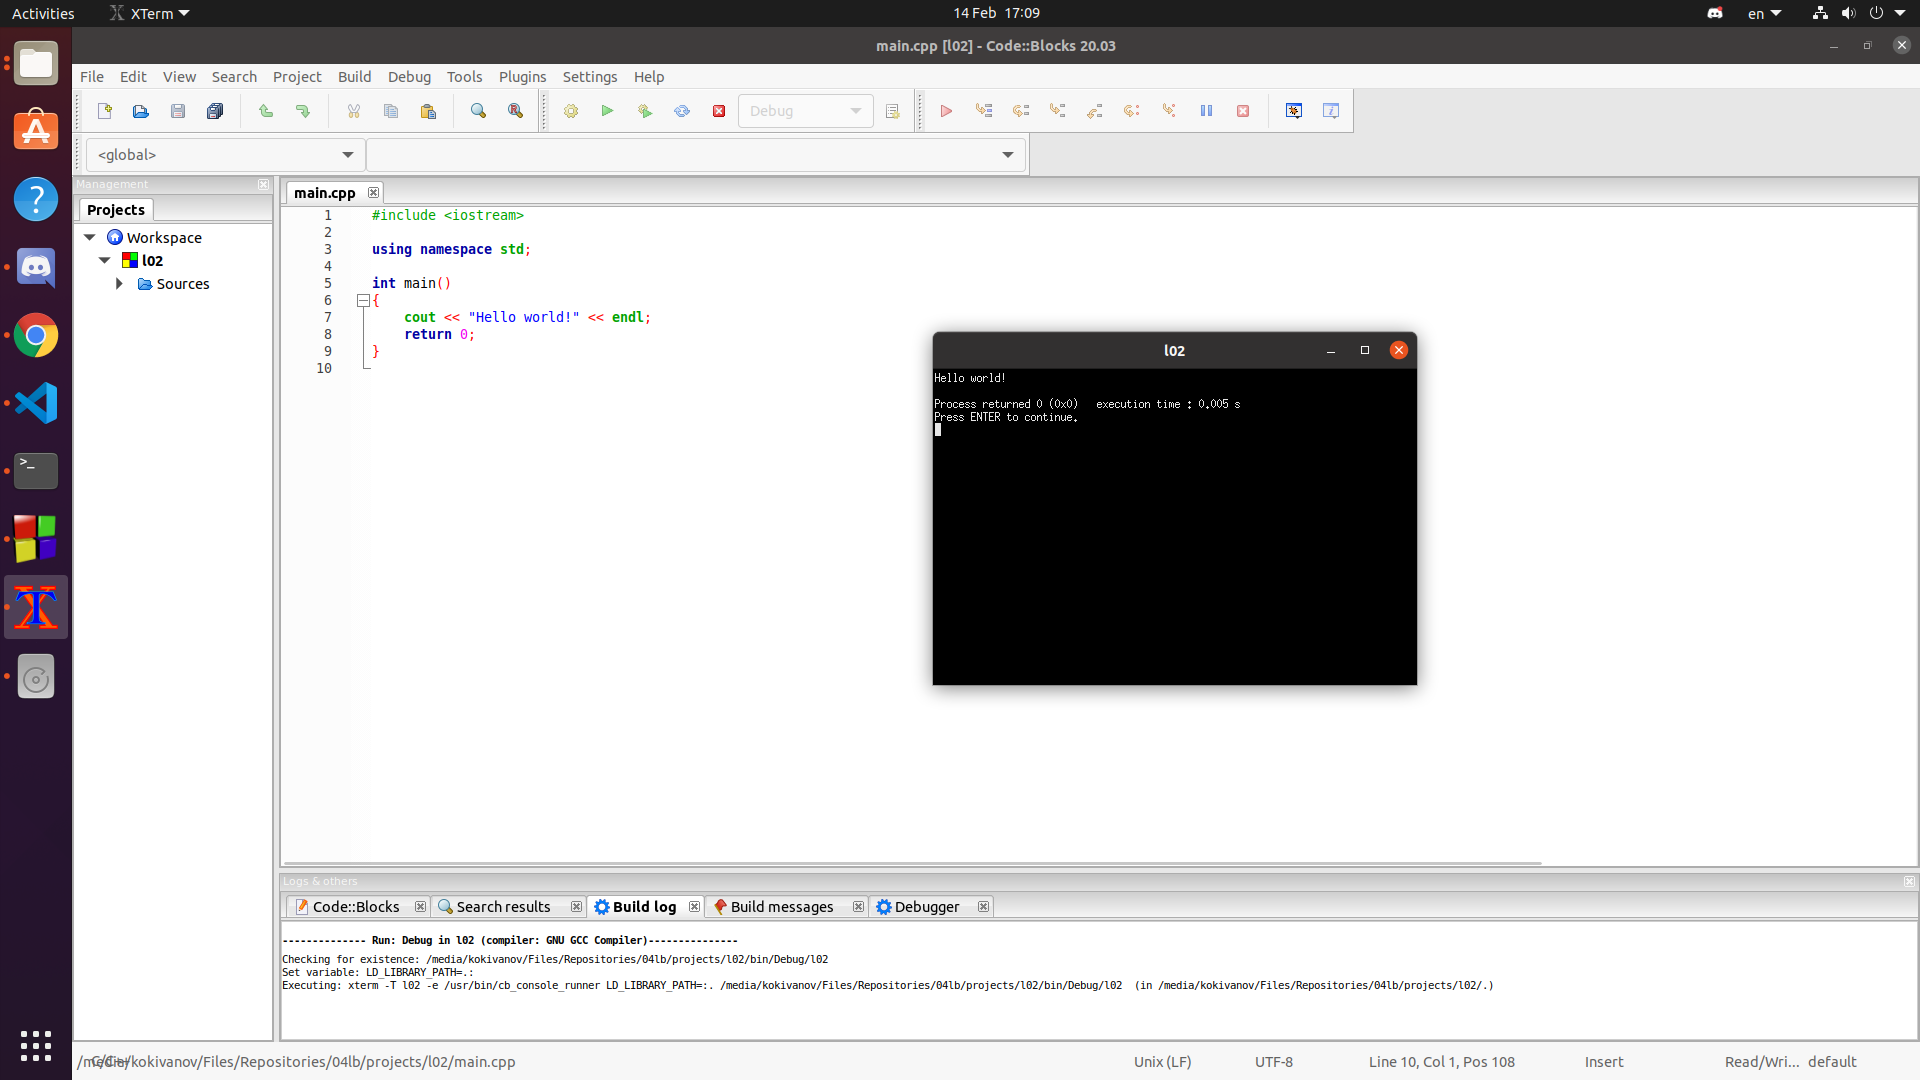 Activities XTerm 14 Feb 17:09 en
main.cpp [l02] - Code::Blocks 20.03
File Edit View Search Project Build Debug Tools Plugins Settings Help
Debug
<global>
Management
Projects
Workspace
l02
Sources
main.cpp
1 #include <iostream>
2
3 using namespace std;
4
5 int main()
6 {
7 cout << "Hello world!" << endl;
8 return 0;
9 }
10
l02
Hello world!
Process returned 0 (0x0) execution time : 0.005 s
Press ENTER to continue.
Logs & others
Code::Blocks Search results Build log Build messages Debugger
-------------- Run: Debug in l02 (compiler: GNU GCC Compiler)---------------
Checking for existence: /media/kokivanov/Files/Repositories/04lb/projects/l02/bin/Debug/l02
Set variable: LD_LIBRARY_PATH=.:
Executing: xterm -T l02 -e /usr/bin/cb_console_runner LD_LIBRARY_PATH=:. /media/kokivanov/Files/Repositories/04lb/projects/l02/bin/Debug/l02 (in /media/kokivanov/Files/Repositories/04lb/projects/l02/.)
/media/kokivanov/Files/Repositories/04lb/projects/l02/main.cpp C/C++ Unix (LF) UTF-8 Line 10, Col 1, Pos 108 Insert Read/Wri... default